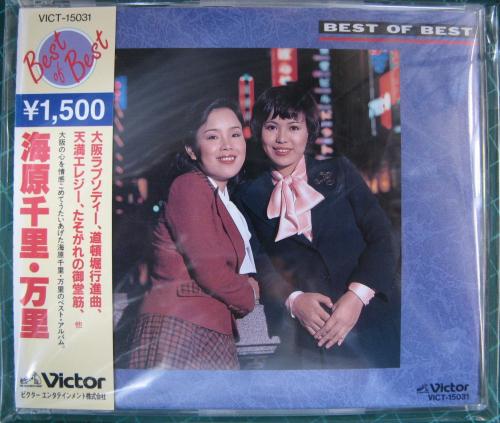 VICT-15031
Best
of
Best
¥1,500
海原千里・万里
大阪ラプソディー、道頓堀行進曲、
天満エレジー、たそがれの御堂筋、 他
大阪の心を情感こめてうたいあげた海原千里・万里のベスト・アルバム。
Victor
ビクター エンタテインメント株式会社
BEST OF BEST
Victor
VICT-15031